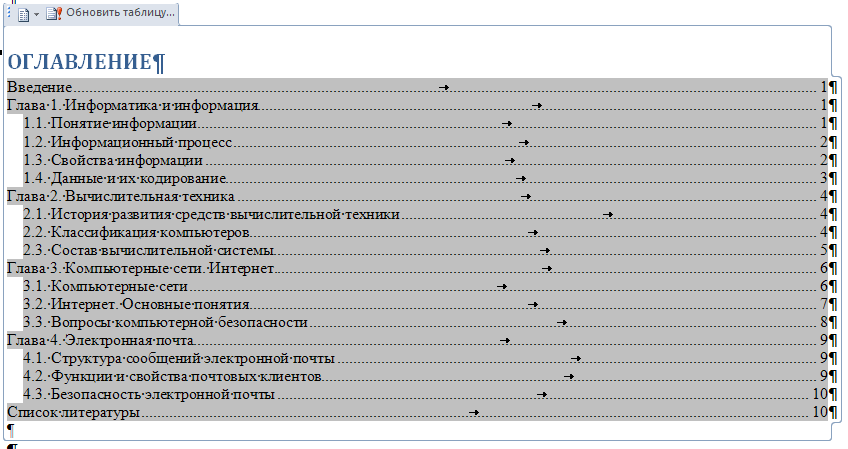 Обновить таблицу...
ОГЛАВЛЕНИЕ¶
Введение → 1¶
Глава·1.·Информатика·и·информация → 1¶
1.1.·Понятие·информации → 1¶
1.2.·Информационный·процесс → 2¶
1.3.·Свойства·информации → 2¶
1.4.·Данные·и·их·кодирование → 3¶
Глава·2.·Вычислительная·техника → 4¶
2.1.·История·развития·средств·вычислительной·техники → 4¶
2.2.·Классификация·компьютеров → 4¶
2.3.·Состав·вычислительной·системы → 5¶
Глава·3.·Компьютерные·сети.·Интернет → 6¶
3.1.·Компьютерные·сети → 6¶
3.2.·Интернет.·Основные·понятия → 7¶
3.3.·Вопросы·компьютерной·безопасности → 8¶
Глава·4.·Электронная·почта → 9¶
4.1.·Структура·сообщений·электронной·почты → 9¶
4.2.·Функции·и·свойства·почтовых·клиентов → 9¶
4.3.·Безопасность·электронной·почты → 10¶
Список·литературы → 10¶
¶
¶